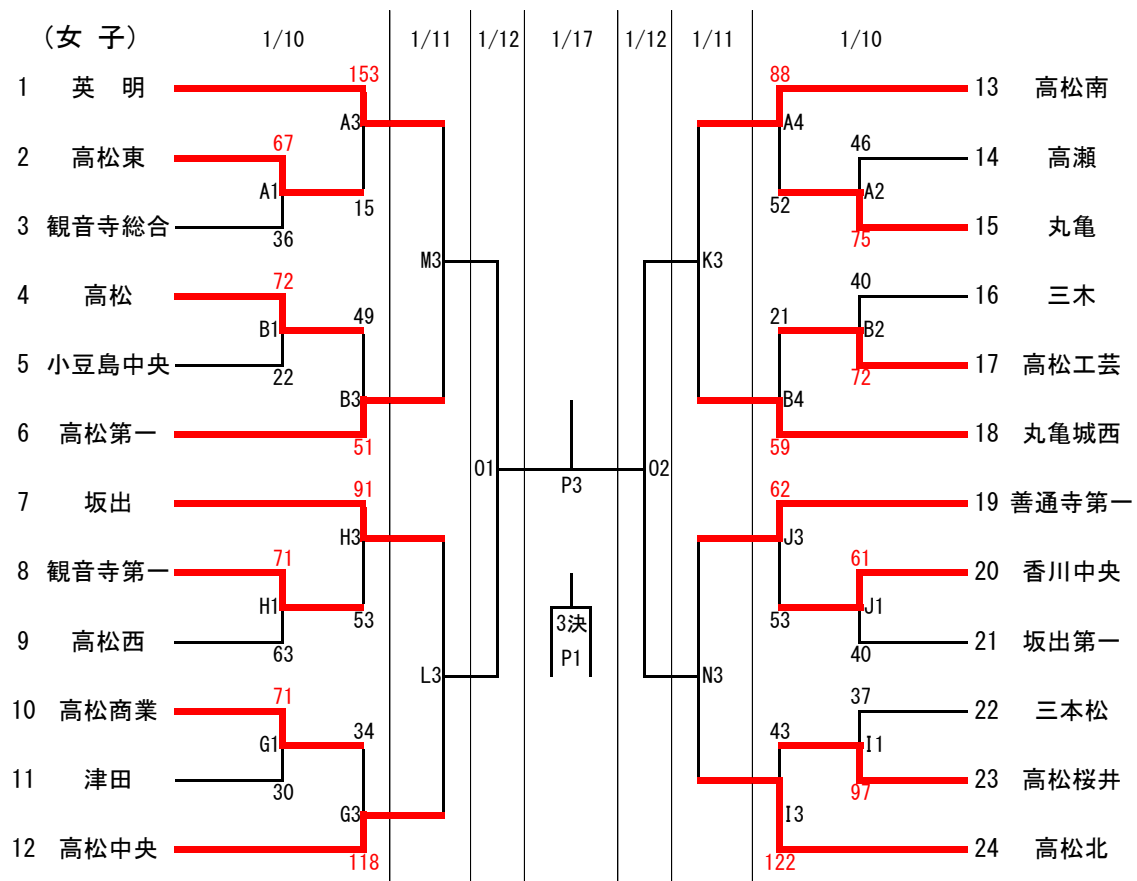 （女 子） 1/10 1/11 1/12 1/17 1/12 1/11 1/10
153 88
1 英 明 13 高松南
A3 A4
67 46
2 高松東 14 高瀬
A1 A2
15 52
3 観音寺総合 15 丸亀
36 75
M3 K3
72 40
4 高松 16 三木
49 21
B1 B2
5 小豆島中央 17 高松工芸
22 72
B3 B4
6 高松第一 18 丸亀城西
51 59
O1 O2
P3
91 62
7 坂出 19 善通寺第一
H3 J3
71 61
8 観音寺第一 20 香川中央
H1 J1
53 3決 53
9 高松西 21 坂出第一
63 P1 40
L3 N3
71 37
10 高松商業 22 三本松
34 43
G1 I1
11 津田 23 高松桜井
30 97
G3 I3
12 高松中央 24 高松北
118 122